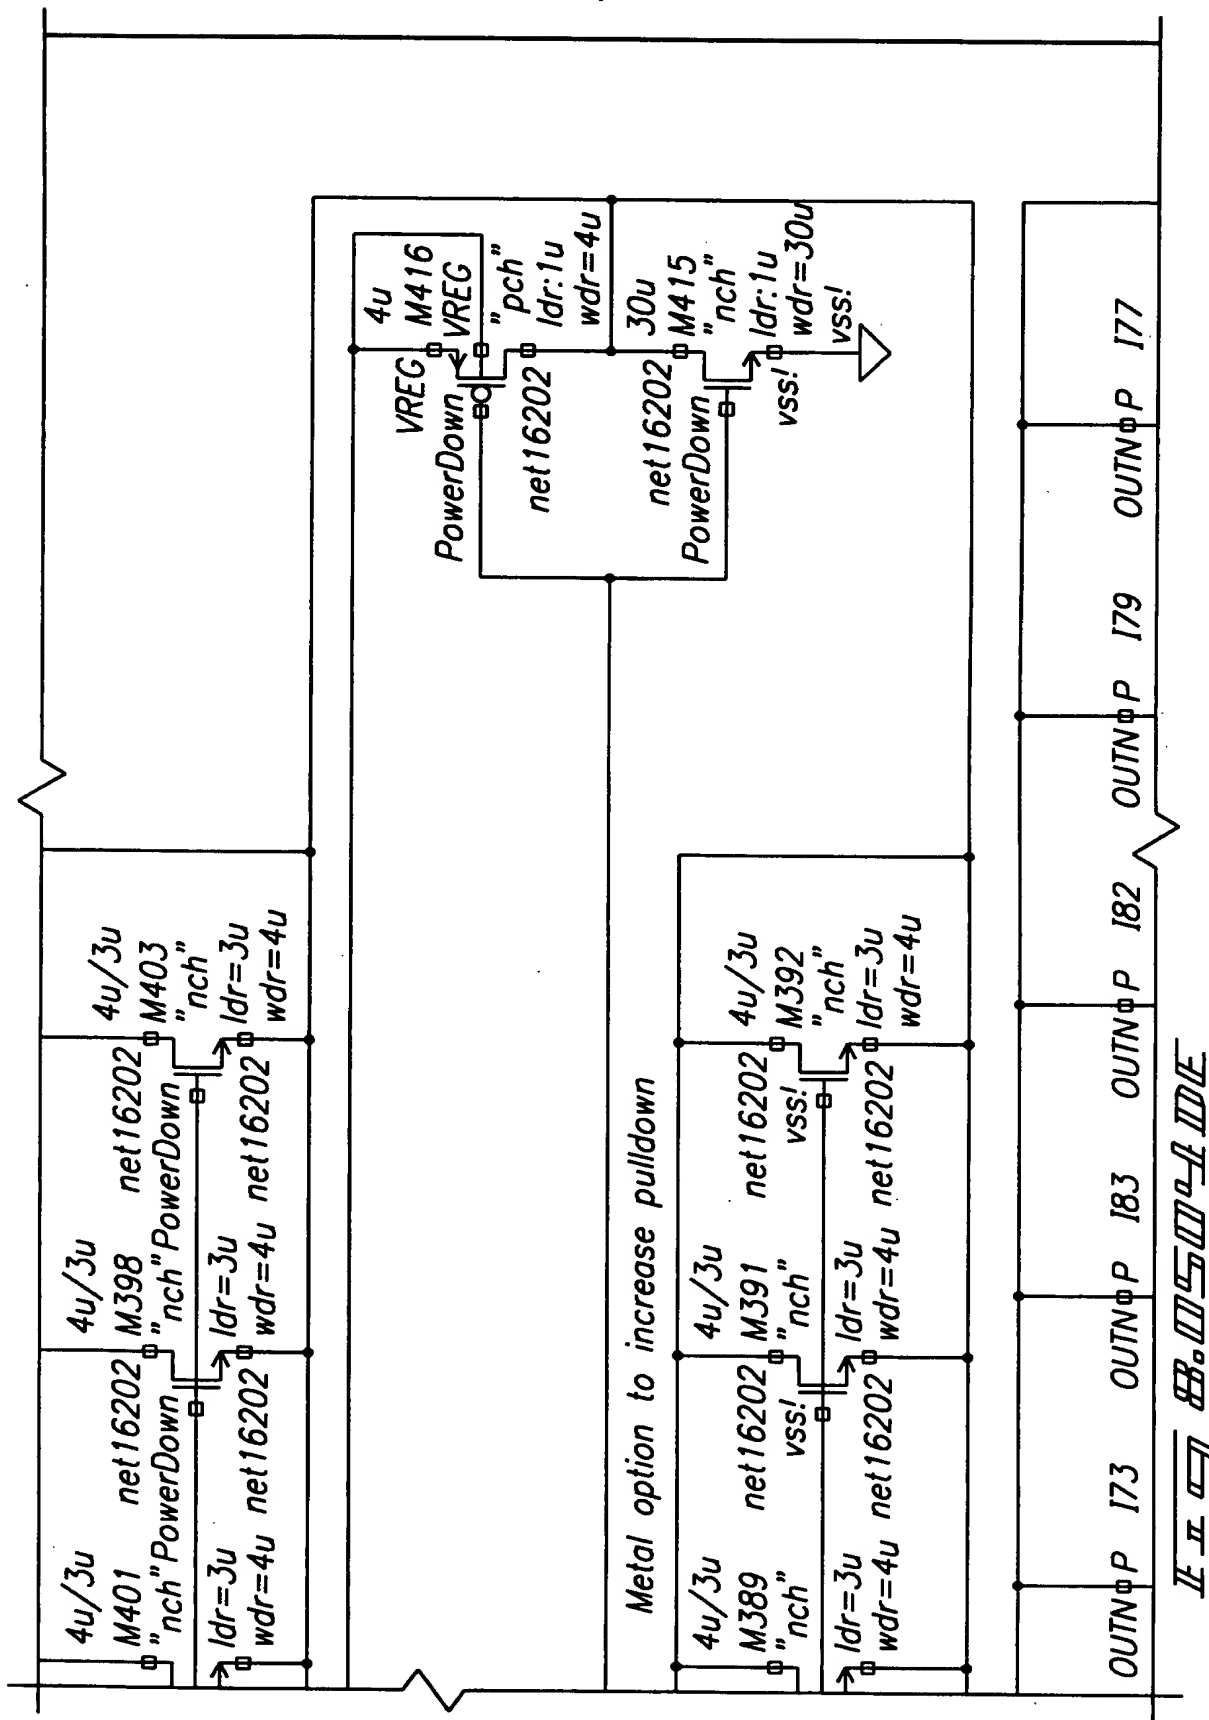 4u/3u
M401
"nch"PowerDown
ldr=3u
wdr=4u
4u/3u
net16202 M398
"nch"PowerDown
ldr=3u
net16202 wdr=4u
4u/3u
net16202 M403
"nch"
ldr=3u
net16202 wdr=4u
4u
VREG M416
VREG
PowerDown "pch"
ldr:1u
net16202 wdr=4u
30u
net16202 M415
PowerDown "nch"
ldr:1u
vss! wdr=30u
vss!
Metal option to increase pulldown
4u/3u
M389
"nch"
ldr=3u
wdr=4u
4u/3u
net16202 M391
vss! "nch"
ldr=3u
net16202 wdr=4u
4u/3u
net16202 M392
vss! "nch"
ldr=3u
net16202 wdr=4u
OUTN P I73 OUTN P I83 OUTN P I82 OUTN P I79 OUTN P I77
FIG 8.0504DE